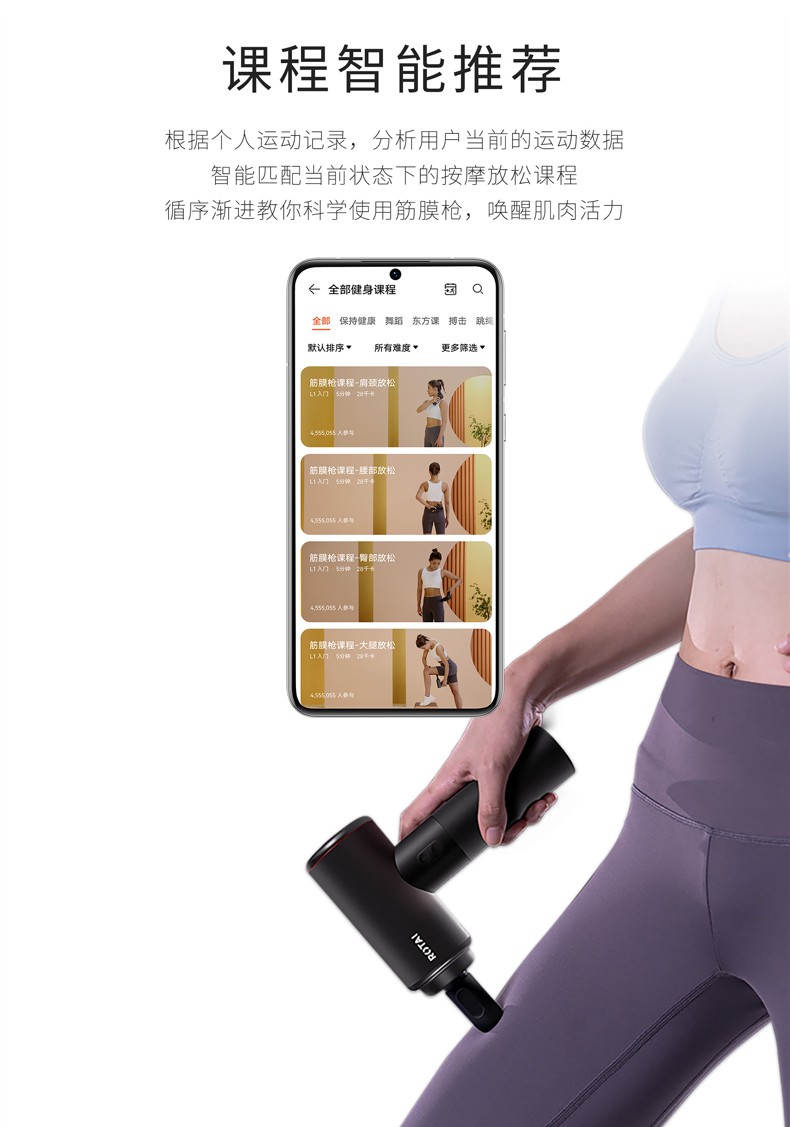 课程智能推荐
根据个人运动记录，分析用户当前的运动数据
智能匹配当前状态下的按摩放松课程
循序渐进教你科学使用筋膜枪，唤醒肌肉活力
全部健身课程
全部 保持健康 舞蹈 东方课 搏击 跳绳
默认排序 所有难度 更多筛选
筋膜枪课程-肩颈放松
L1入门 5分钟 28千卡
4,555,055 人参与
筋膜枪课程-腰部放松
L1入门 5分钟 28千卡
4,555,055 人参与
筋膜枪课程-臀部放松
L1入门 5分钟 28千卡
4,555,055 人参与
筋膜枪课程-大腿放松
L1入门 5分钟 28千卡
4,555,055 人参与
ROTAI